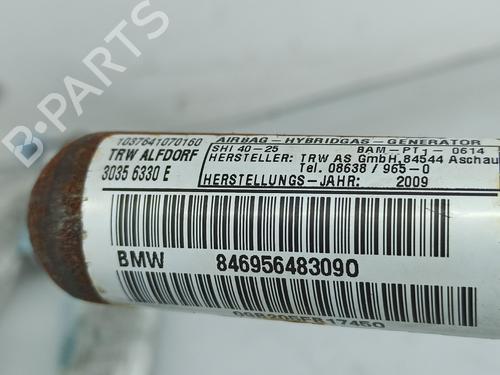 1037641070160
TRW ALFDORF
3035 6330 E
AIRBAG-HYBRIDGAS-GENERATOR
SHI 40-25 BAM-PT1-0614
HERSTELLER: TRW AS GmbH,84544 Aschau
Tel. 08638 / 965-0
HERSTELLUNGS-JAHR: 2009
BMW 84695648309O
B-PARTS